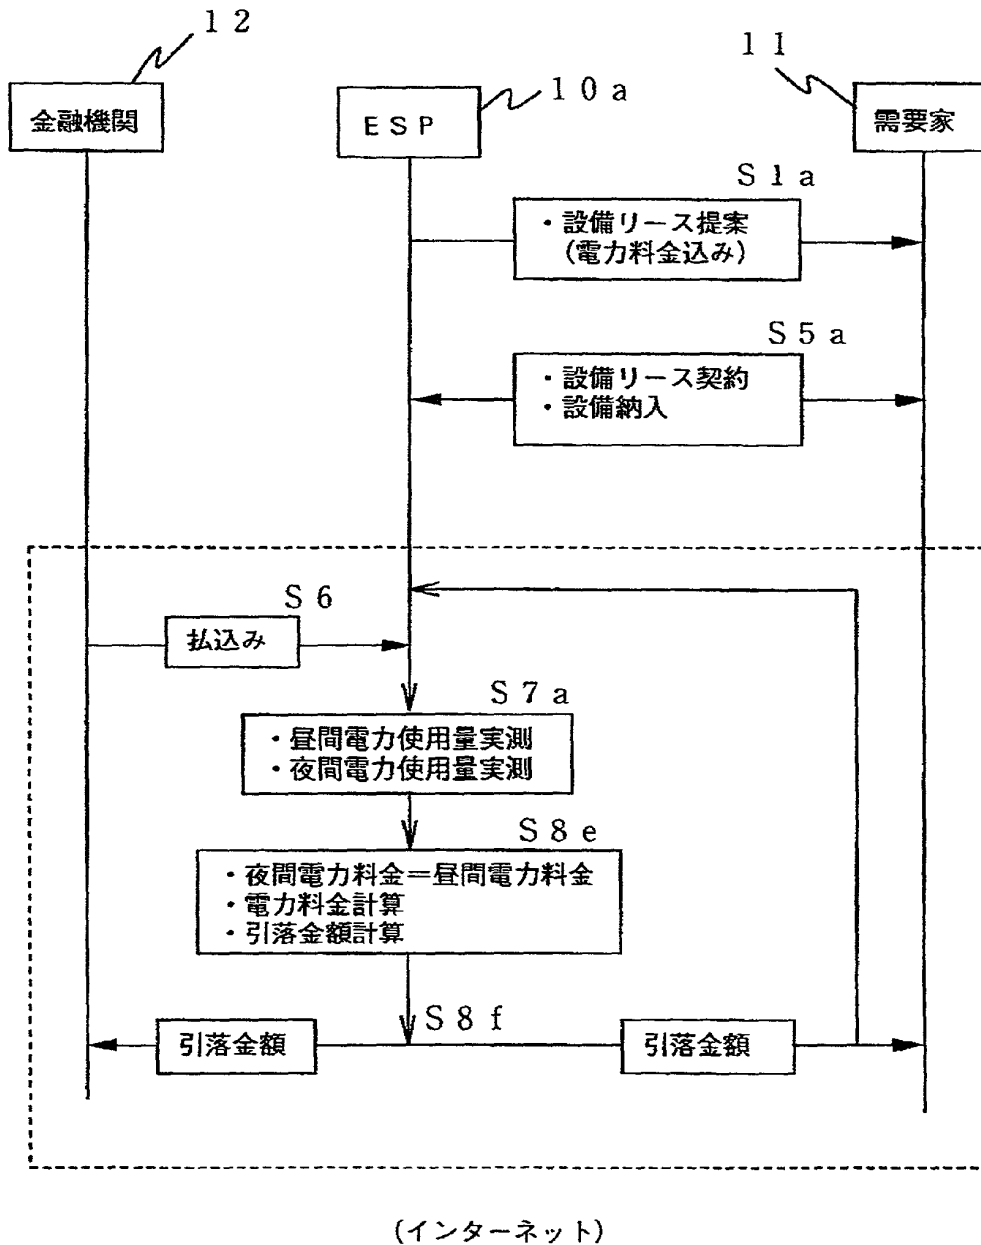 １２
１１
１０ａ
金融機関
ＥＳＰ
需要家
Ｓ１ａ
・設備リース提案
（電力料金込み）
Ｓ５ａ
・設備リース契約
・設備納入
Ｓ６
払込み
Ｓ７ａ
・昼間電力使用量実測
・夜間電力使用量実測
Ｓ８ｅ
・夜間電力料金＝昼間電力料金
・電力料金計算
・引落金額計算
Ｓ８ｆ
引落金額
引落金額
（インターネット）